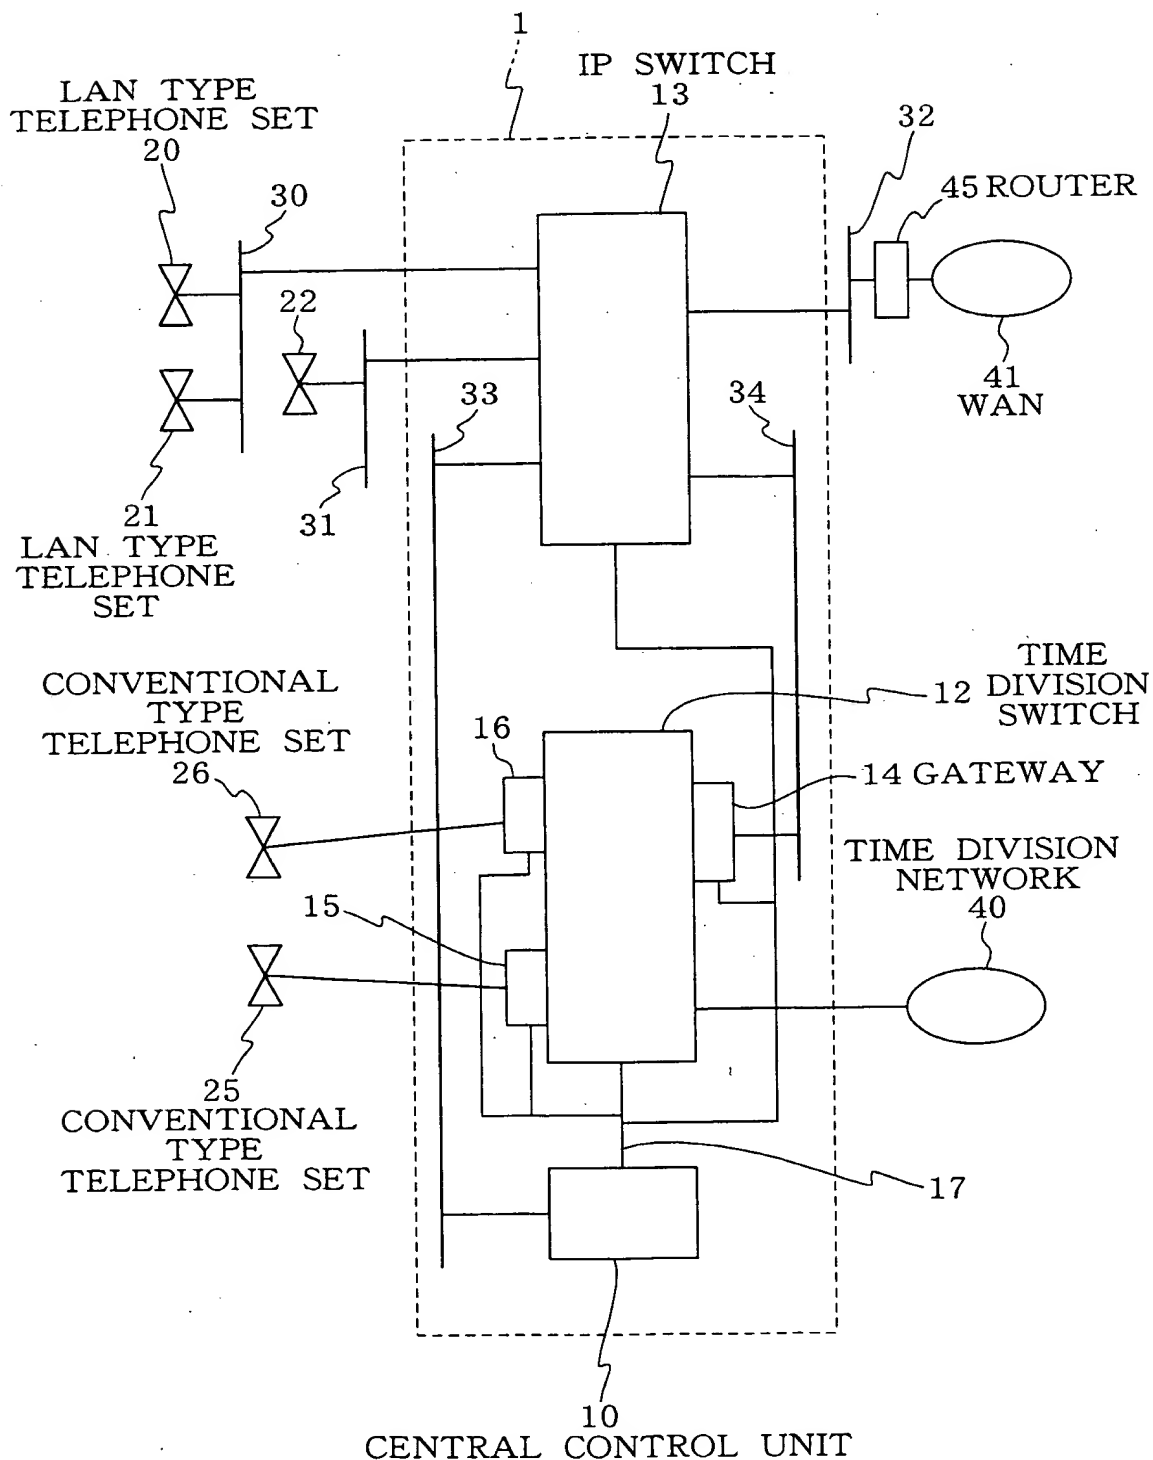 1
IP SWITCH
13
LAN TYPE
TELEPHONE SET
20
32
30
45 ROUTER
22
41
WAN
33
34
21
LAN TYPE
TELEPHONE
SET
31
TIME
12 DIVISION
SWITCH
CONVENTIONAL
TYPE
TELEPHONE SET
26
16
14 GATEWAY
TIME DIVISION
NETWORK
40
15
25
CONVENTIONAL
TYPE
TELEPHONE SET
17
10
CENTRAL CONTROL UNIT